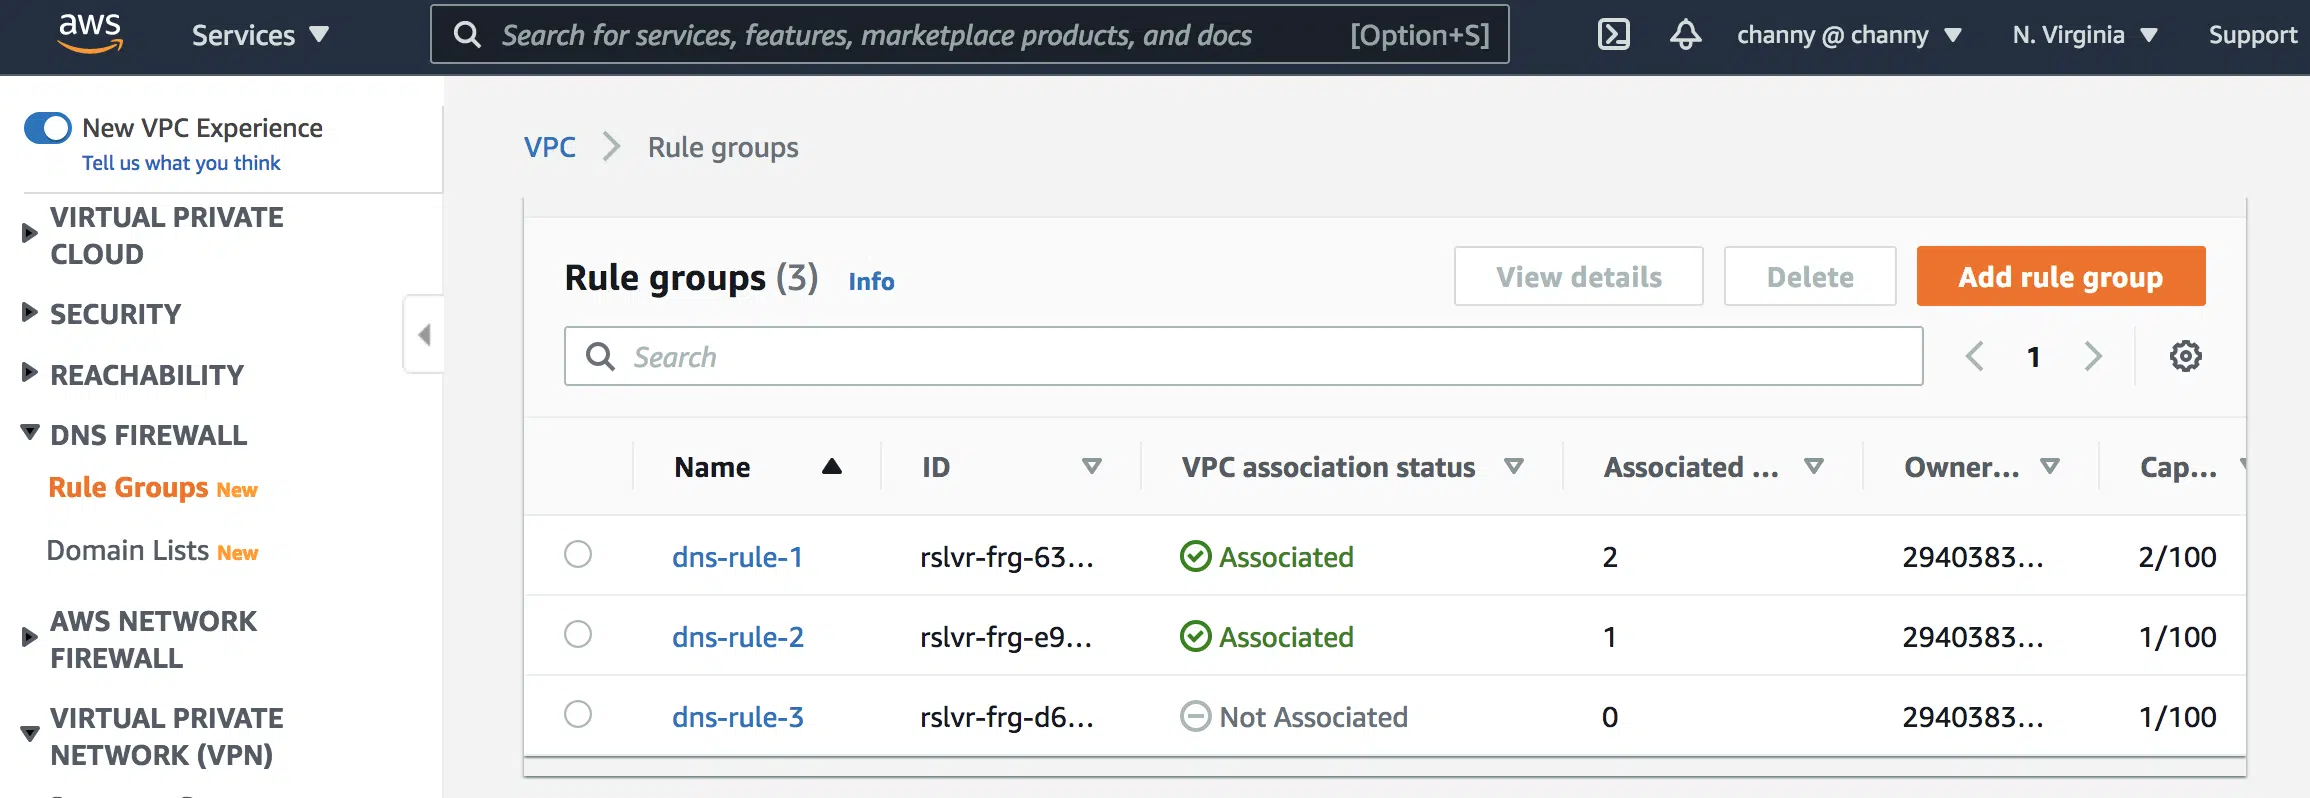 aws Services Search for services, features, marketplace products, and docs [Option+S] channy @ channy N. Virginia Support
New VPC Experience
Tell us what you think
VIRTUAL PRIVATE
CLOUD
SECURITY
REACHABILITY
DNS FIREWALL
Rule Groups New
Domain Lists New
AWS NETWORK
FIREWALL
VIRTUAL PRIVATE
NETWORK (VPN)
VPC Rule groups
Rule groups (3) Info View details Delete Add rule group
Search 1
Name ID VPC association status Associated ... Owner... Cap...
dns-rule-1 rslvr-frg-63... Associated 2 2940383... 2/100
dns-rule-2 rslvr-frg-e9... Associated 1 2940383... 1/100
dns-rule-3 rslvr-frg-d6... Not Associated 0 2940383... 1/100